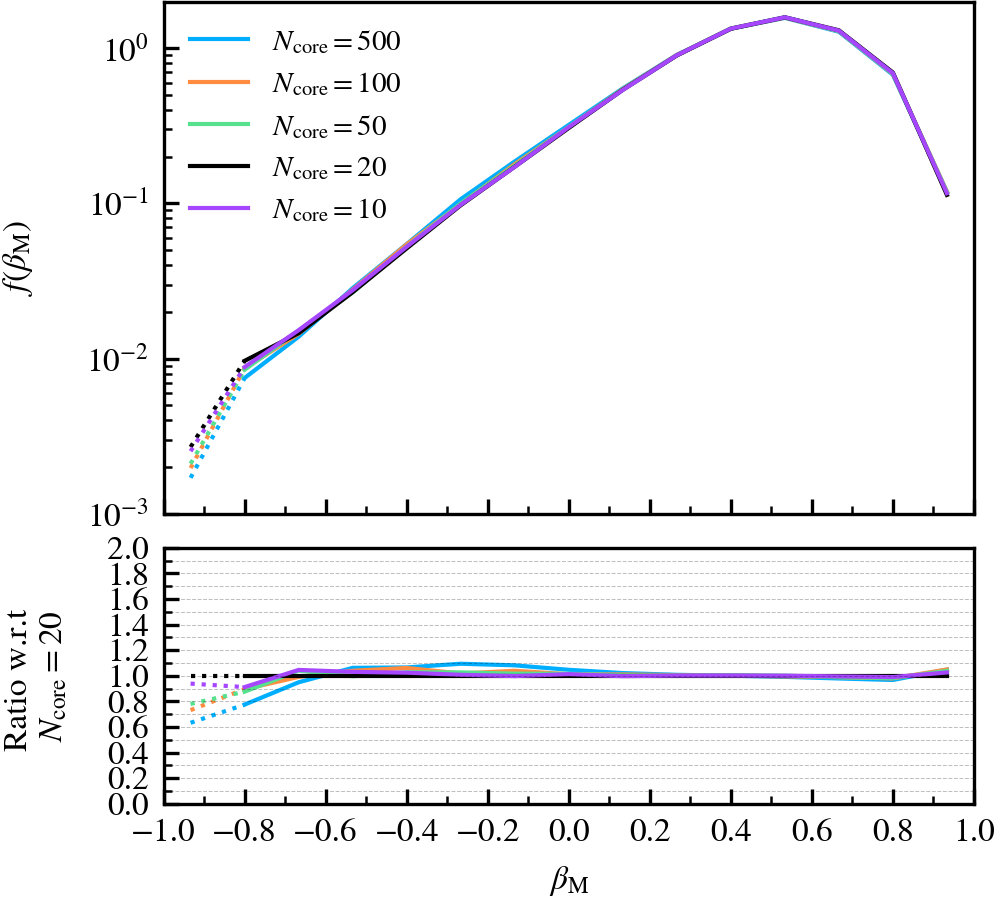 f(β_M)
10^0
10^−1
10^−2
10^−3
N_core = 500
N_core = 100
N_core = 50
N_core = 20
N_core = 10
Ratio w.r.t
N_core = 20
2.0
1.8
1.6
1.4
1.2
1.0
0.8
0.6
0.4
0.2
0.0
−1.0 −0.8 −0.6 −0.4 −0.2 0.0 0.2 0.4 0.6 0.8 1.0
β_M